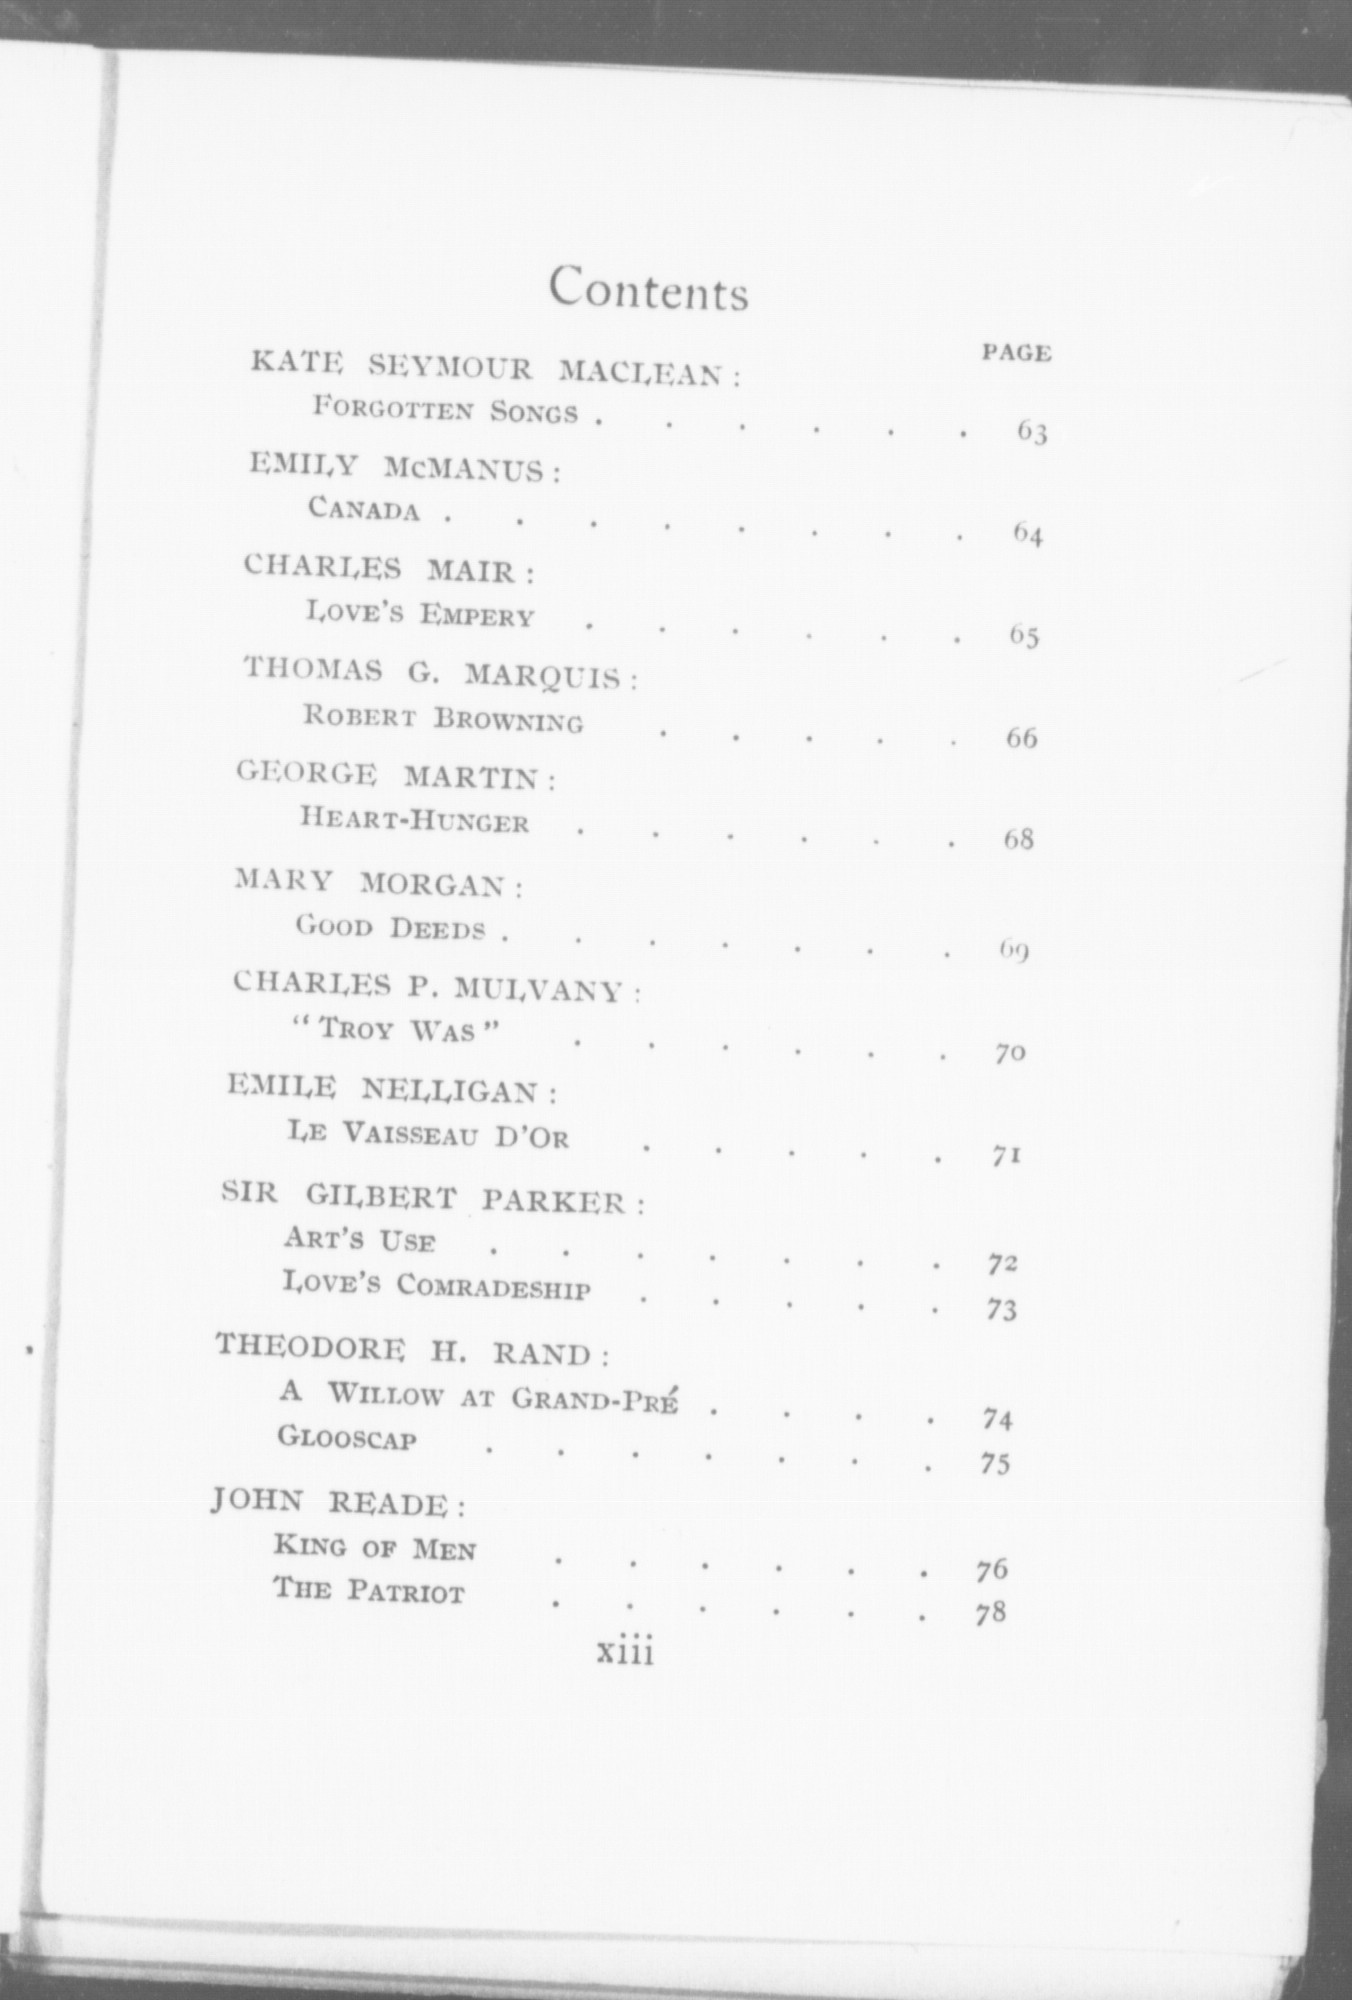 Contents
PAGE
KATE SEYMOUR MACLEAN:
FORGOTTEN SONGS . . . . . . 63
EMILY McMANUS:
CANADA . . . . . . . . 64
CHARLES MAIR:
LOVE'S EMPERY . . . . . . 65
THOMAS G. MARQUIS:
ROBERT BROWNING . . . . . 66
GEORGE MARTIN:
HEART-HUNGER . . . . . . 68
MARY MORGAN:
GOOD DEEDS . . . . . . . 69
CHARLES P. MULVANY:
"TROY WAS" . . . . . . 70
EMILE NELLIGAN:
LE VAISSEAU D'OR . . . . . 71
SIR GILBERT PARKER:
ART'S USE . . . . . . . 72
LOVE'S COMRADESHIP . . . . . 73
THEODORE H. RAND:
A WILLOW AT GRAND-PRÉ . . . . 74
GLOOSCAP . . . . . . . 75
JOHN READE:
KING OF MEN . . . . . . 76
THE PATRIOT . . . . . . 78
xiii